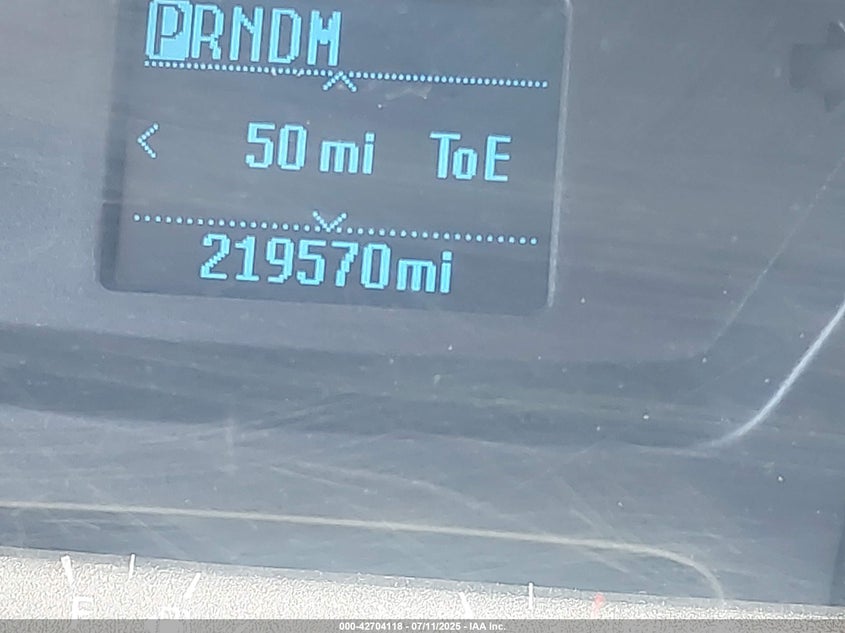 PRNDM
< 50 mi ToE
219570mi
000-42704118 - 07/11/2025 - IAA Inc.